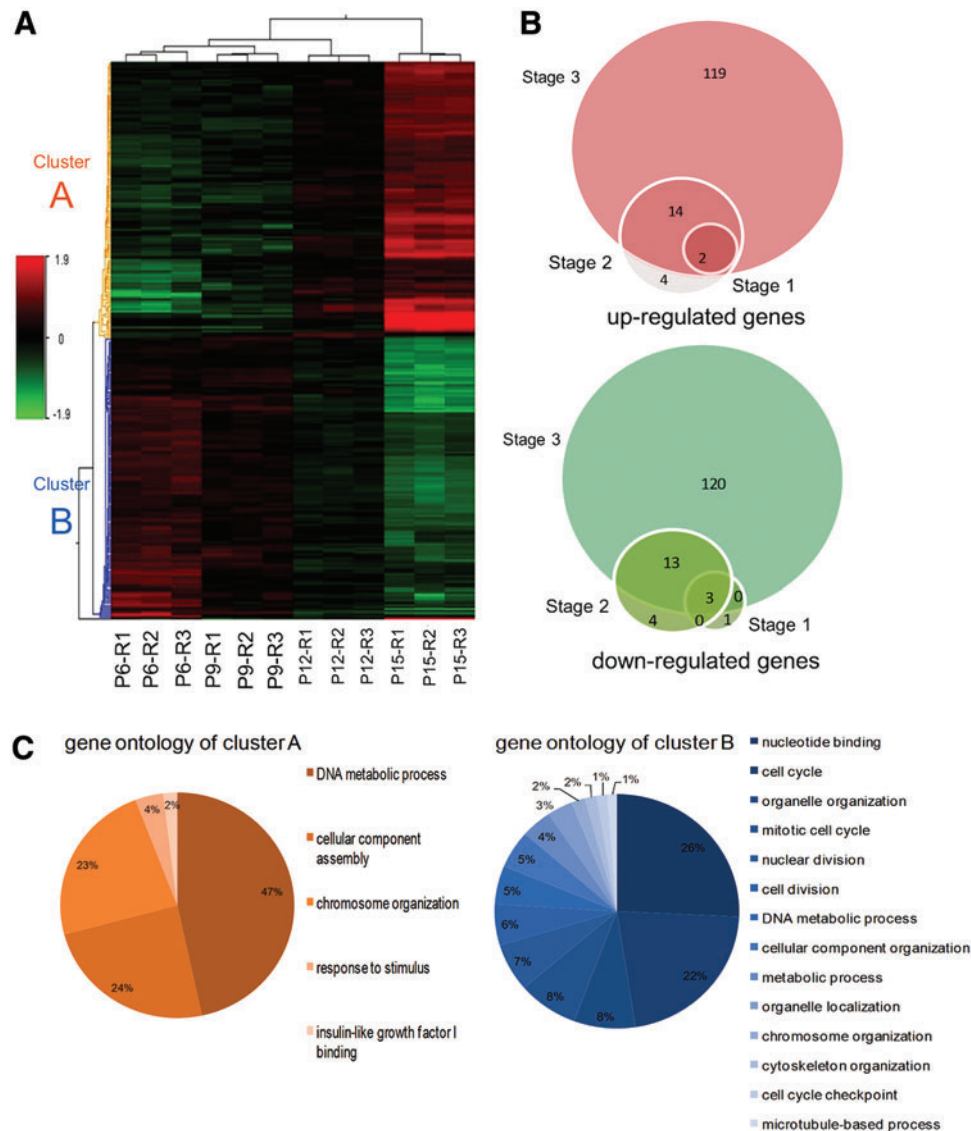 A
Cluster
A
1.9
0
-1.9
Cluster
B
P6-R1
P6-R2
P6-R3
P9-R1
P9-R2
P9-R3
P12-R1
P12-R2
P12-R3
P15-R1
P15-R2
P15-R3
B
Stage 3
119
14
2
Stage 2
4
Stage 1
up-regulated genes
Stage 3
120
13
3
0
Stage 2
4
0
1
Stage 1
down-regulated genes
C
gene ontology of cluster A
47%
24%
23%
4%
2%
DNA metabolic process
cellular component
assembly
chromosome organization
response to stimulus
insulin-like growth factor I
binding
gene ontology of cluster B
26%
22%
8%
8%
7%
6%
5%
5%
4%
3%
2%
2%
1%
1%
nucleotide binding
cell cycle
organelle organization
mitotic cell cycle
nuclear division
cell division
DNA metabolic process
cellular component organization
metabolic process
organelle localization
chromosome organization
cytoskeleton organization
cell cycle checkpoint
microtubule-based process